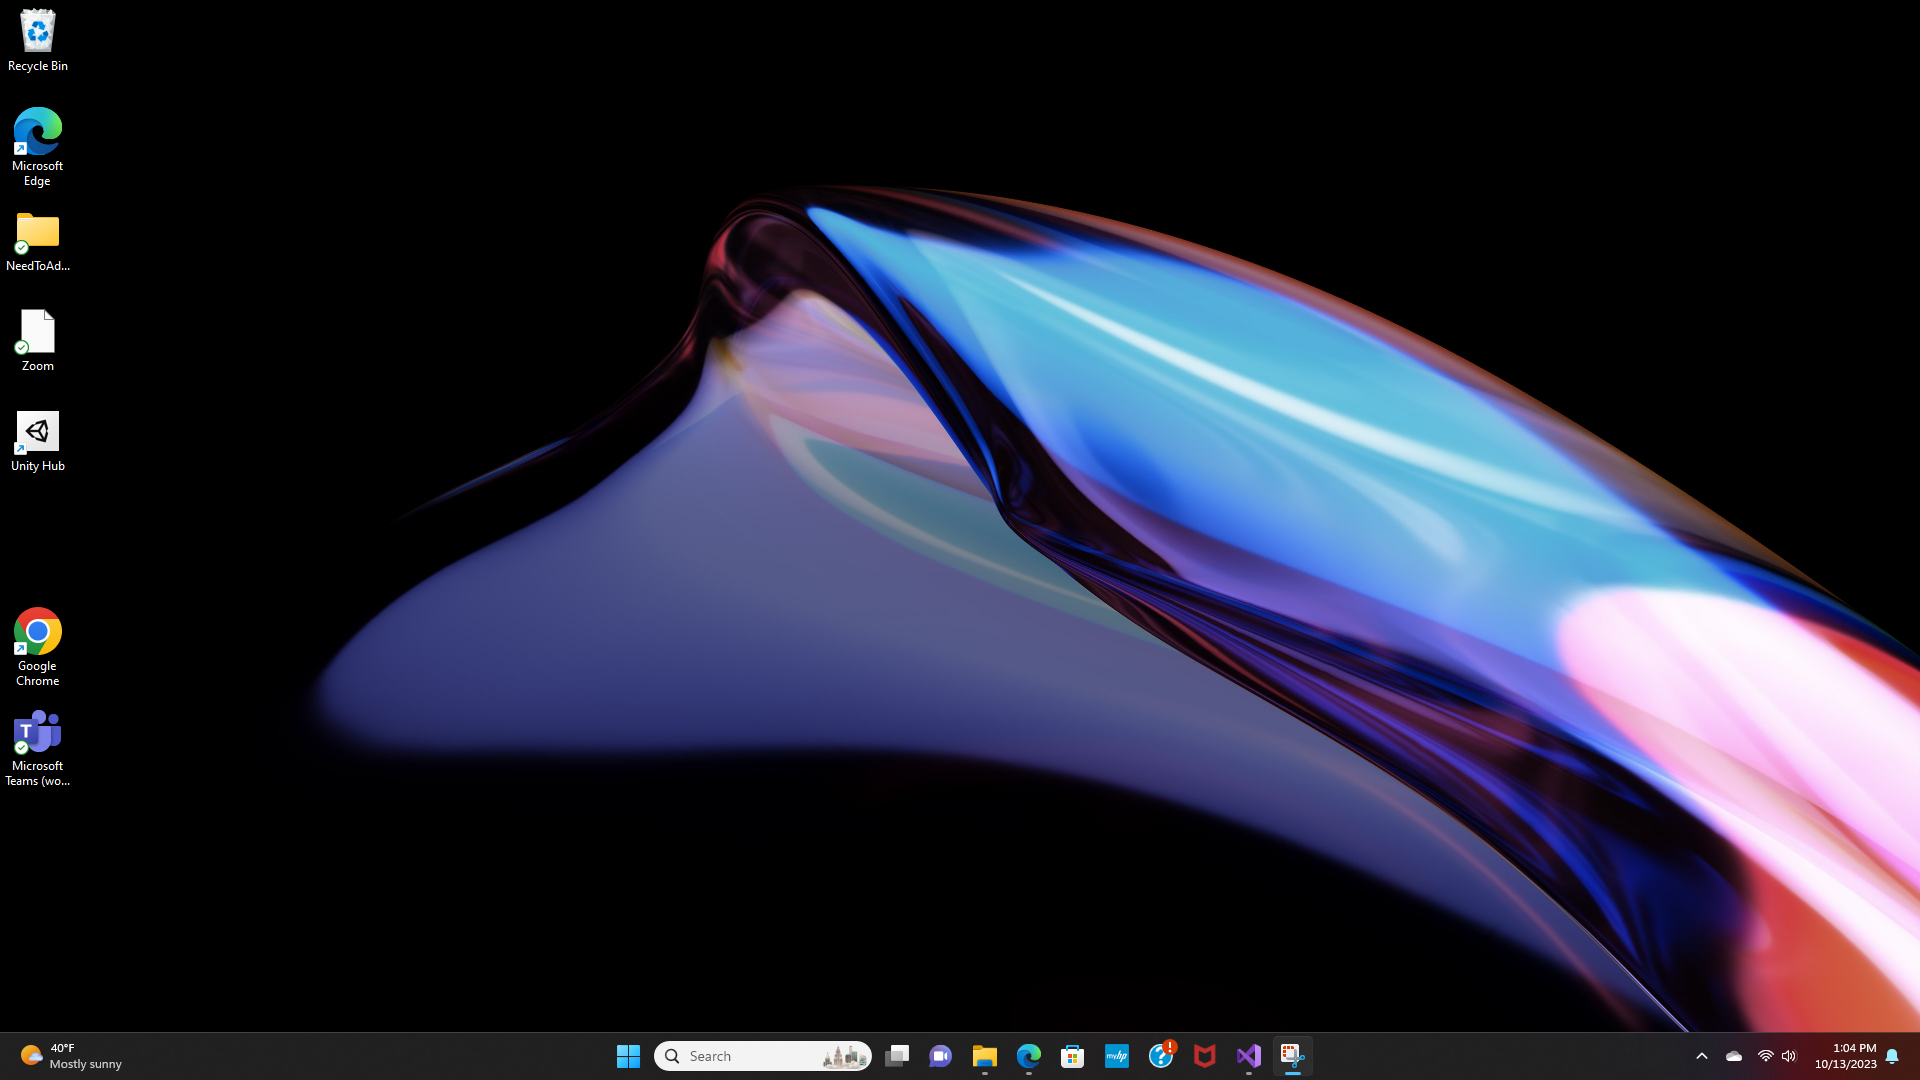 Recycle Bin
Microsoft
Edge
NeedToAd...
Zoom
Unity Hub
Google
Chrome
T
Microsoft
Teams (wo...
40°F
Mostly sunny
Search
myhp
?
!
1:04 PM
10/13/2023